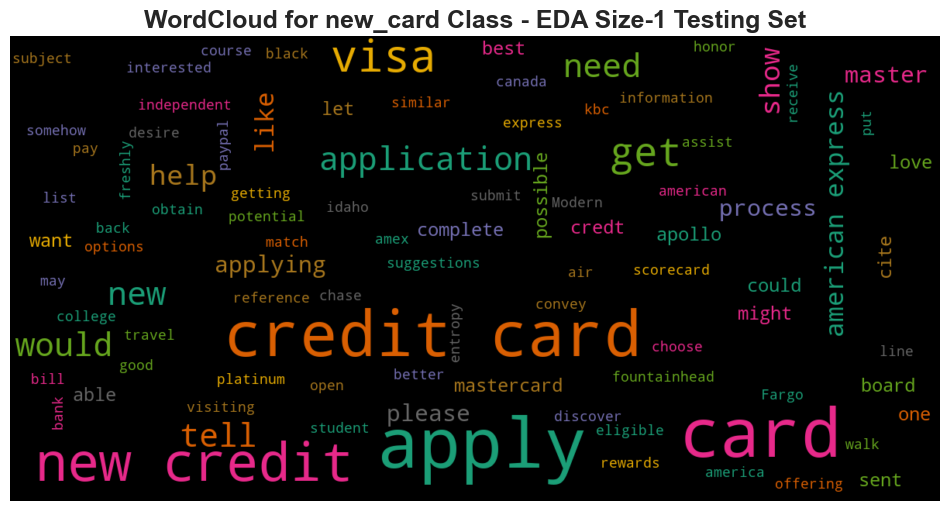 WordCloud for new_card Class - EDA Size-1 Testing Set
subject
course
black
interested
visa
best
canada
need
honor
show
receive
master
independent
like
let
similar
express
kbc
information
put
somehow
desire
pay
freshly
paypal
help
application
possible
get
assist
american express
love
list
getting
obtain
potential
idaho
submit
Modern
american
process
back
want
options
match
amex
complete
credt
apollo
cite
applying
suggestions
air
scorecard
could
may
new
reference
chase
convey
might
college
would
travel
credit card
entropy
choose
line
good
bill
able
platinum
open
better
mastercard
fountainhead
Fargo
board
bank
visiting
please
discover
one
tell
student
apply
eligible
card
walk
new credit
rewards
america
offering
sent